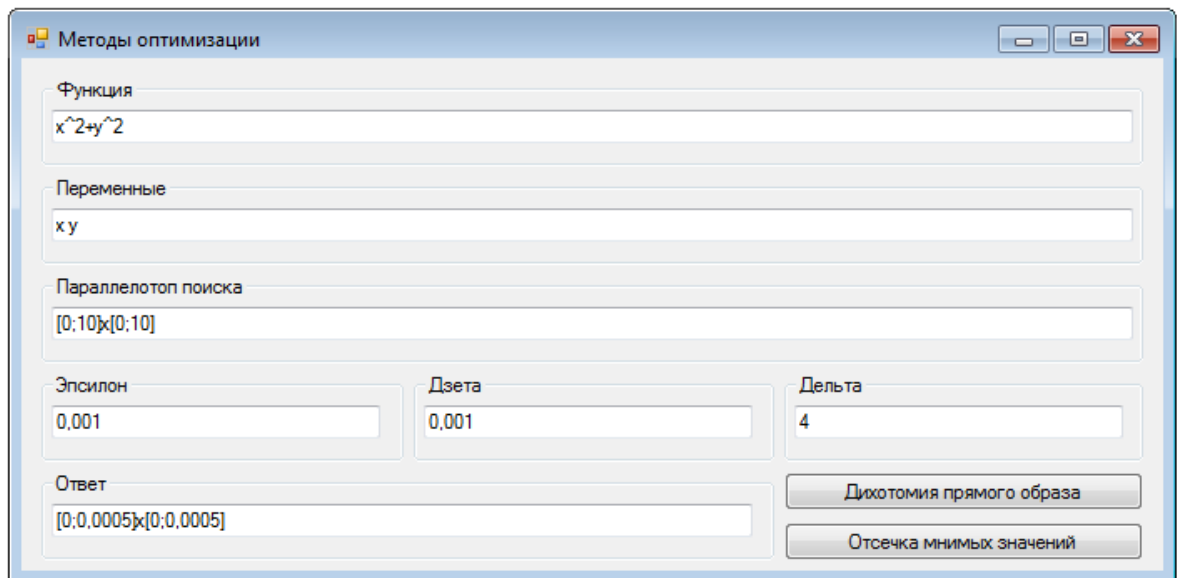 Методы оптимизации
Функция
x^2+y^2
Переменные
x y
Параллелотоп поиска
[0;10]x[0;10]
Эпсилон
0,001
Дзета
0,001
Дельта
4
Ответ
[0;0,0005]x[0;0,0005]
Дихотомия прямого образа
Отсечка мнимых значений